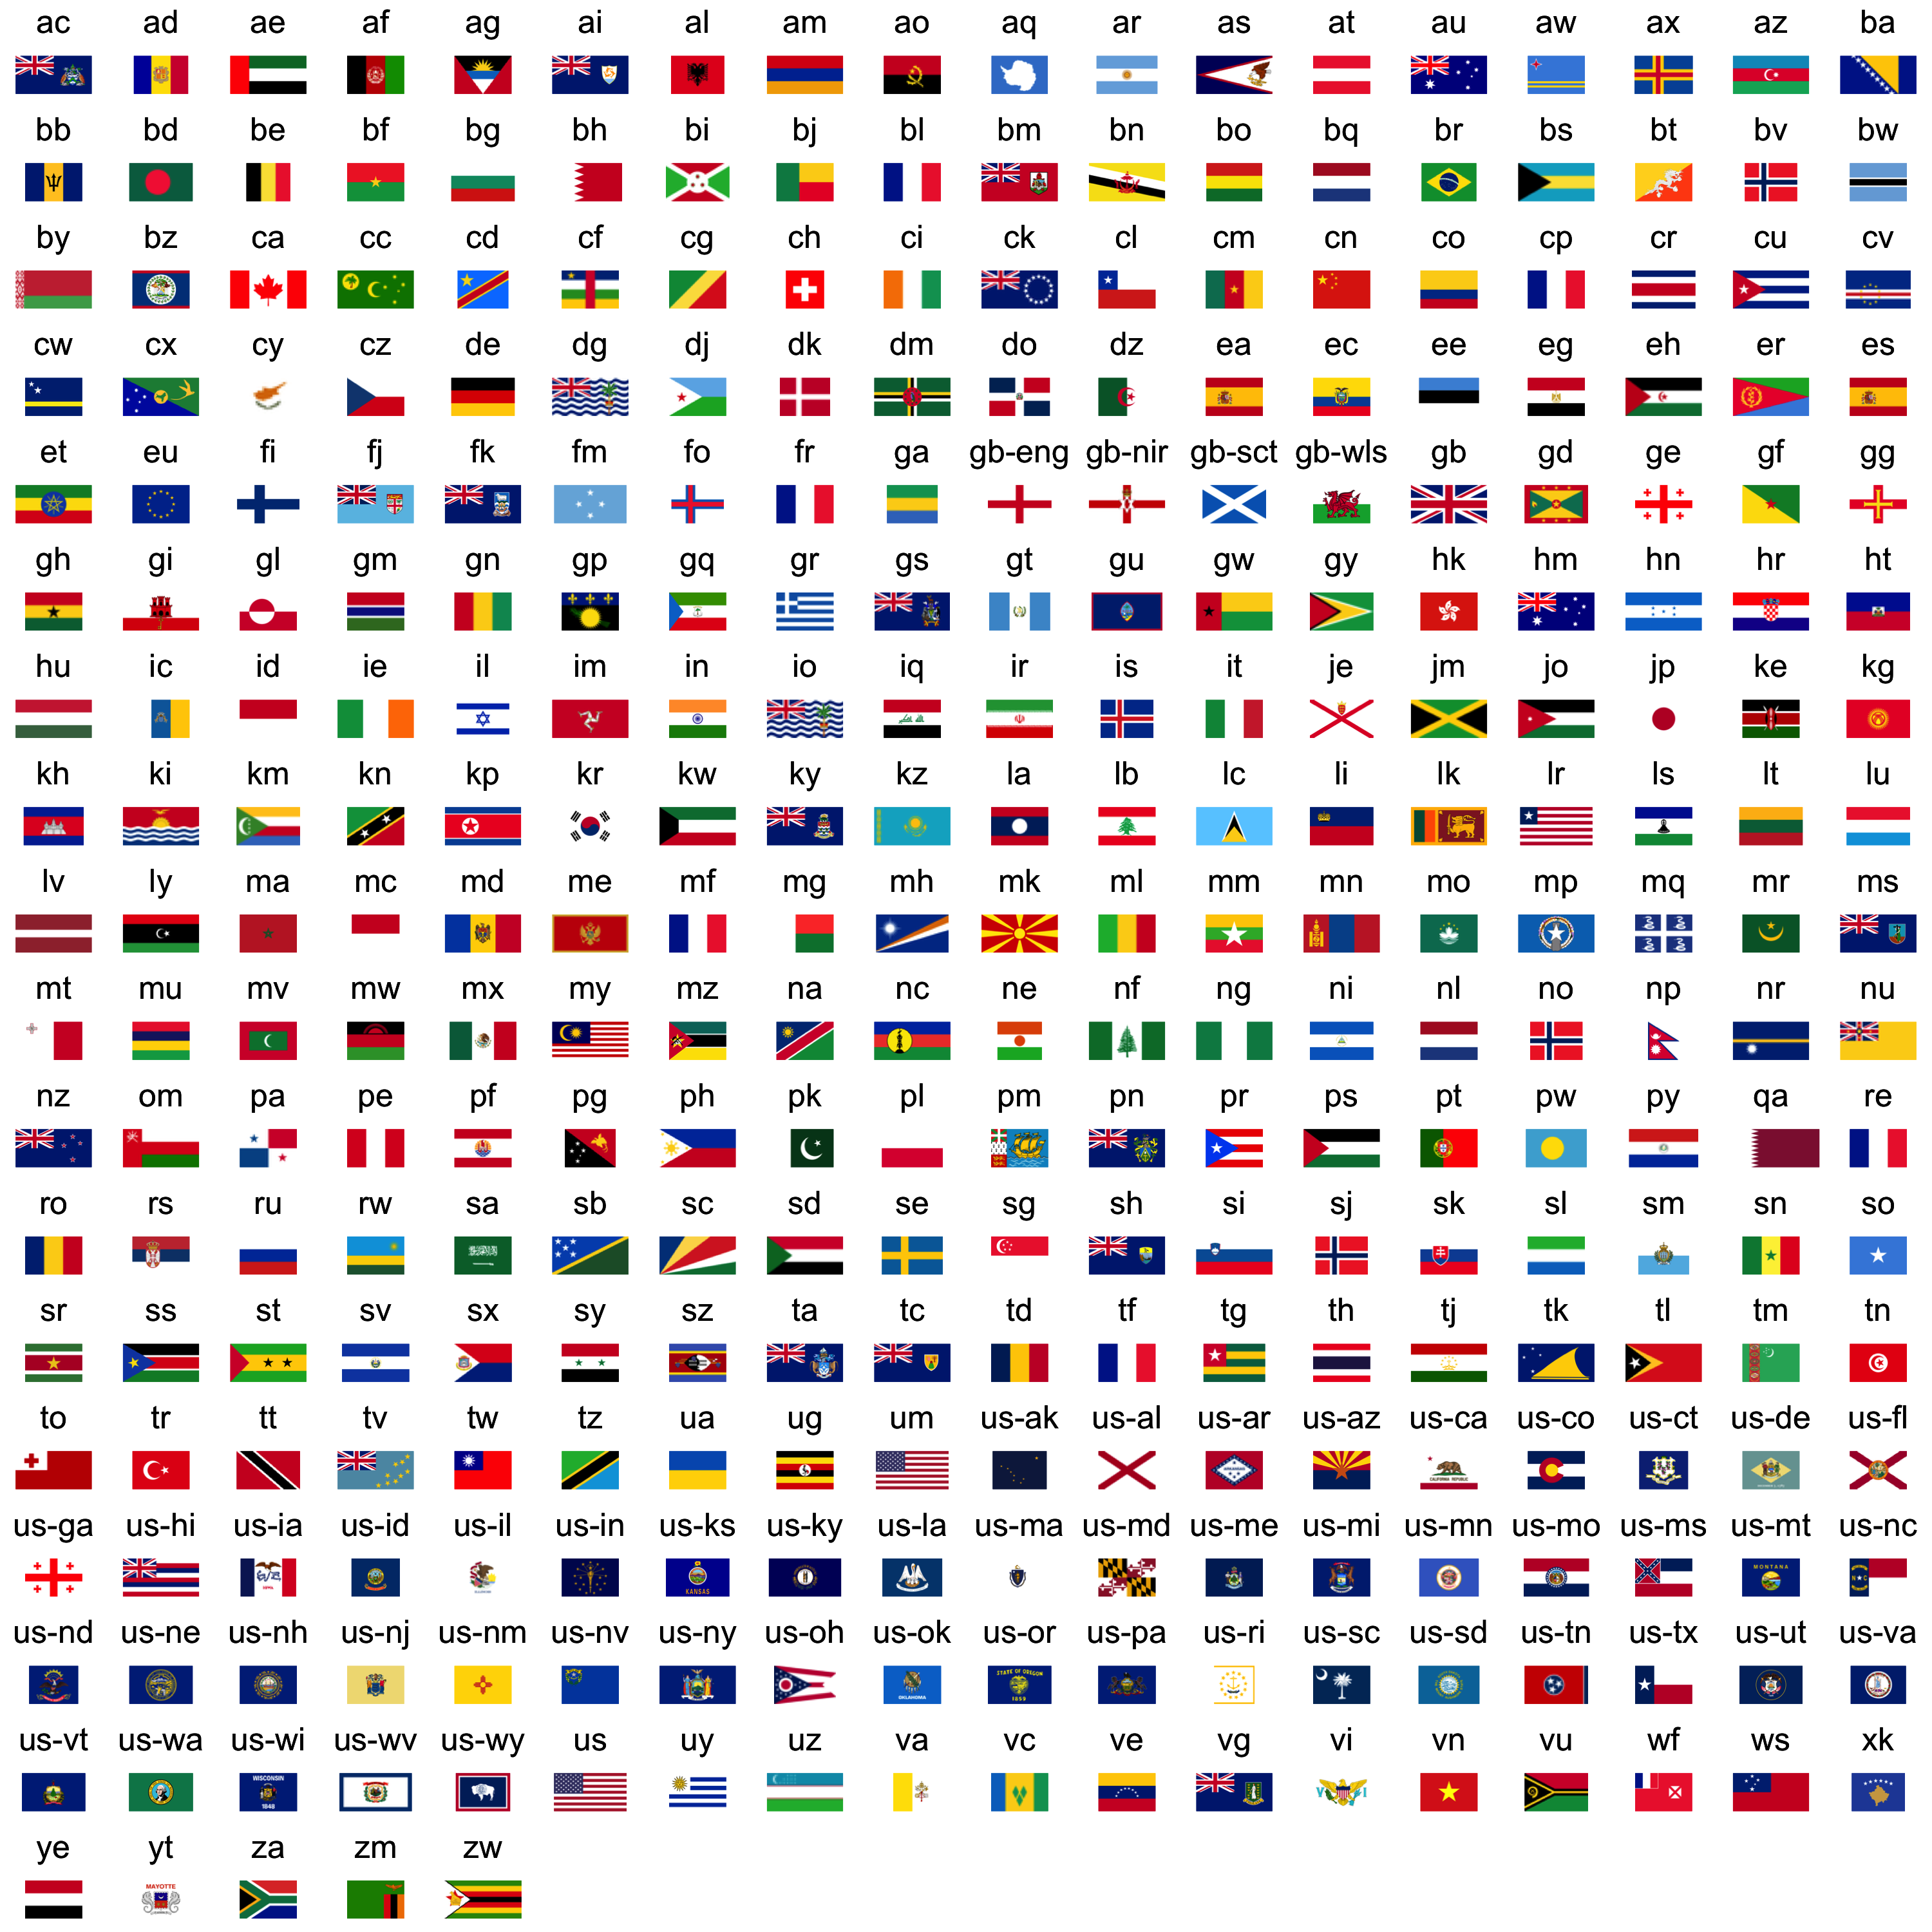 ac ad ae af ag ai al am ao aq ar as at au aw ax az ba
bb bd be bf bg bh bi bj bl bm bn bo bq br bs bt bv bw
by bz ca cc cd cf cg ch ci ck cl cm cn co cp cr cu cv
cw cx cy cz de dg dj dk dm do dz ea ec ee eg eh er es
et eu fi fj fk fm fo fr ga gb-eng gb-nir gb-sct gb-wls gb gd ge gf gg
gh gi gl gm gn gp gq gr gs gt gu gw gy hk hm hn hr ht
hu ic id ie il im in io iq ir is it je jm jo jp ke kg
kh ki km kn kp kr kw ky kz la lb lc li lk lr ls lt lu
lv ly ma mc md me mf mg mh mk ml mm mn mo mp mq mr ms
mt mu mv mw mx my mz na nc ne nf ng ni nl no np nr nu
nz om pa pe pf pg ph pk pl pm pn pr ps pt pw py qa re
ro rs ru rw sa sb sc sd se sg sh si sj sk sl sm sn so
sr ss st sv sx sy sz ta tc td tf tg th tj tk tl tm tn
to tr tt tv tw tz ua ug um us-ak us-al us-ar us-az us-ca us-co us-ct us-de us-fl
ARKANSAS CALIFORNIA REPUBLIC
us-ga us-hi us-ia us-id us-il us-in us-ks us-ky us-la us-ma us-md us-me us-mi us-mn us-mo us-ms us-mt us-nc
KANSAS MONTANA N C
us-nd us-ne us-nh us-nj us-nm us-nv us-ny us-oh us-ok us-or us-pa us-ri us-sc us-sd us-tn us-tx us-ut us-va
OKLAHOMA STATE OF OREGON 1859
us-vt us-wa us-wi us-wv us-wy us uy uz va vc ve vg vi vn vu wf ws xk
WISCONSIN 1848 V I
ye yt za zm zw
MAYOTTE